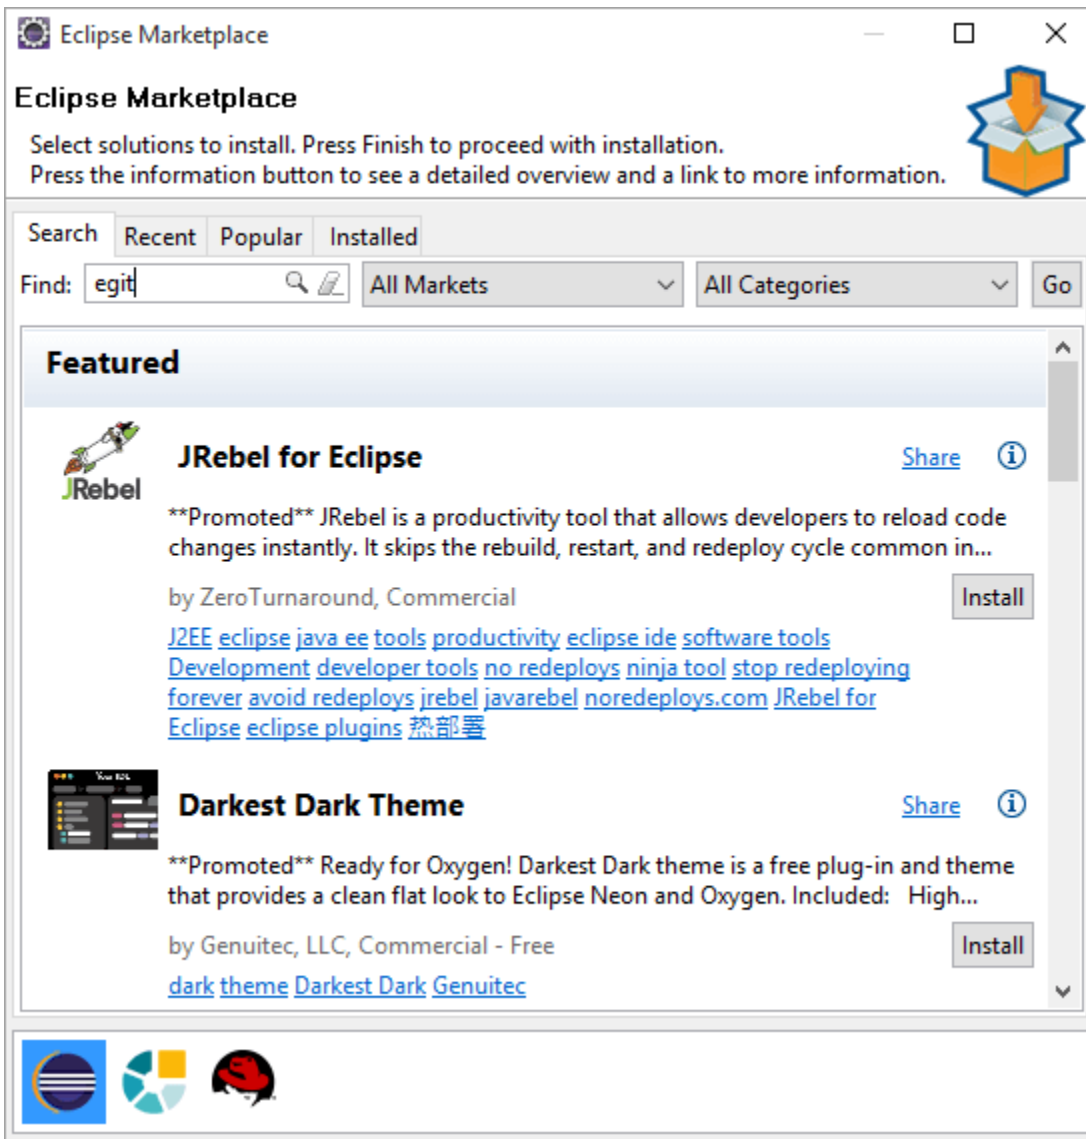 Eclipse Marketplace
Eclipse Marketplace
Select solutions to install. Press Finish to proceed with installation.
Press the information button to see a detailed overview and a link to more information.
Search Recent Popular Installed
Find: egit All Markets All Categories Go
Featured
JRebel
JRebel for Eclipse Share
**Promoted** JRebel is a productivity tool that allows developers to reload code
changes instantly. It skips the rebuild, restart, and redeploy cycle common in...
by ZeroTurnaround, Commercial Install
J2EE eclipse java ee tools productivity eclipse ide software tools
Development developer tools no redeploys ninja tool stop redeploying
forever avoid redeploys jrebel javarebel noredeploys.com JRebel for
Eclipse eclipse plugins 热部署
Your IDE
Darkest Dark Theme Share
**Promoted** Ready for Oxygen! Darkest Dark theme is a free plug-in and theme
that provides a clean flat look to Eclipse Neon and Oxygen. Included: High...
by Genuitec, LLC, Commercial - Free Install
dark theme Darkest Dark Genuitec